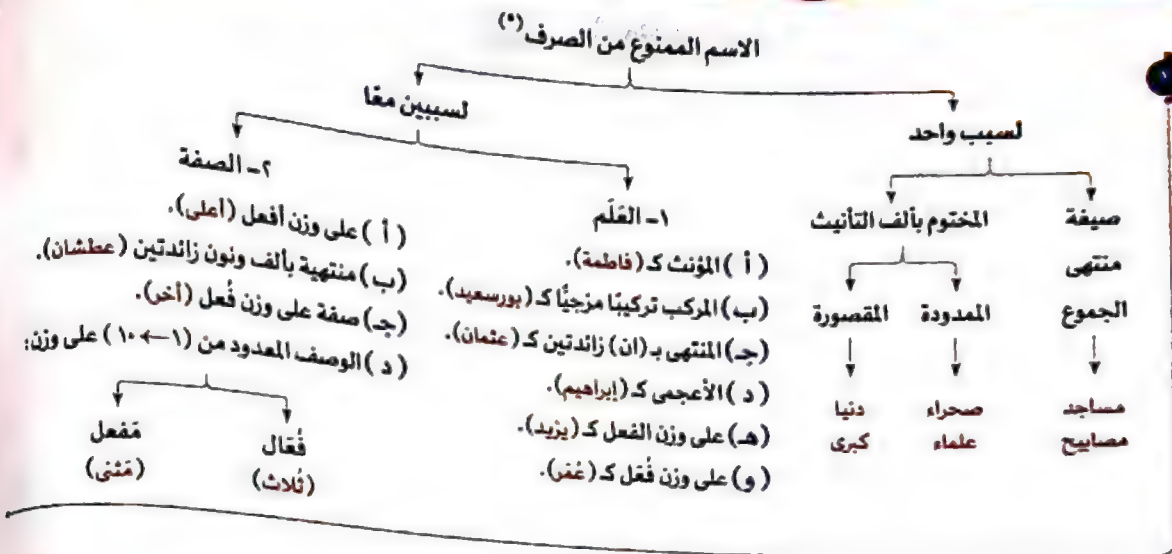 الاسم الممنوع من الصرف(*)
لسبب واحد
لسببين معًا
صيغة
منتهى
الجموع
مساجد
مصابيح
المختوم بألف التأنيث
الممدودة
صحراء
علماء
المقصورة
دنيا
كبرى
١- العَلَم
( أ ) المؤنث كـ (فاطمة).
(ب) المركب تركيبًا مزجيًّا كـ (بورسعيد).
(جـ) المنتهى بـ (ان) زائدتين كـ (عثمان).
( د ) الأعجمى كـ (إبراهيم).
(هـ) على وزن الفعل كـ (يزيد).
( و ) على وزن فُعَل كـ (عُمَر).
٢- الصفة
( أ ) على وزن أفعل (أعلى).
(ب) منتهية بألف ونون زائدتين (عطشان).
(جـ) صفة على وزن فُعل (أخر).
( د ) الوصف المعدود من (١ ← ١٠) على وزن:
فُعَال
(ثُلاث)
مَفعل
(مَثنى)